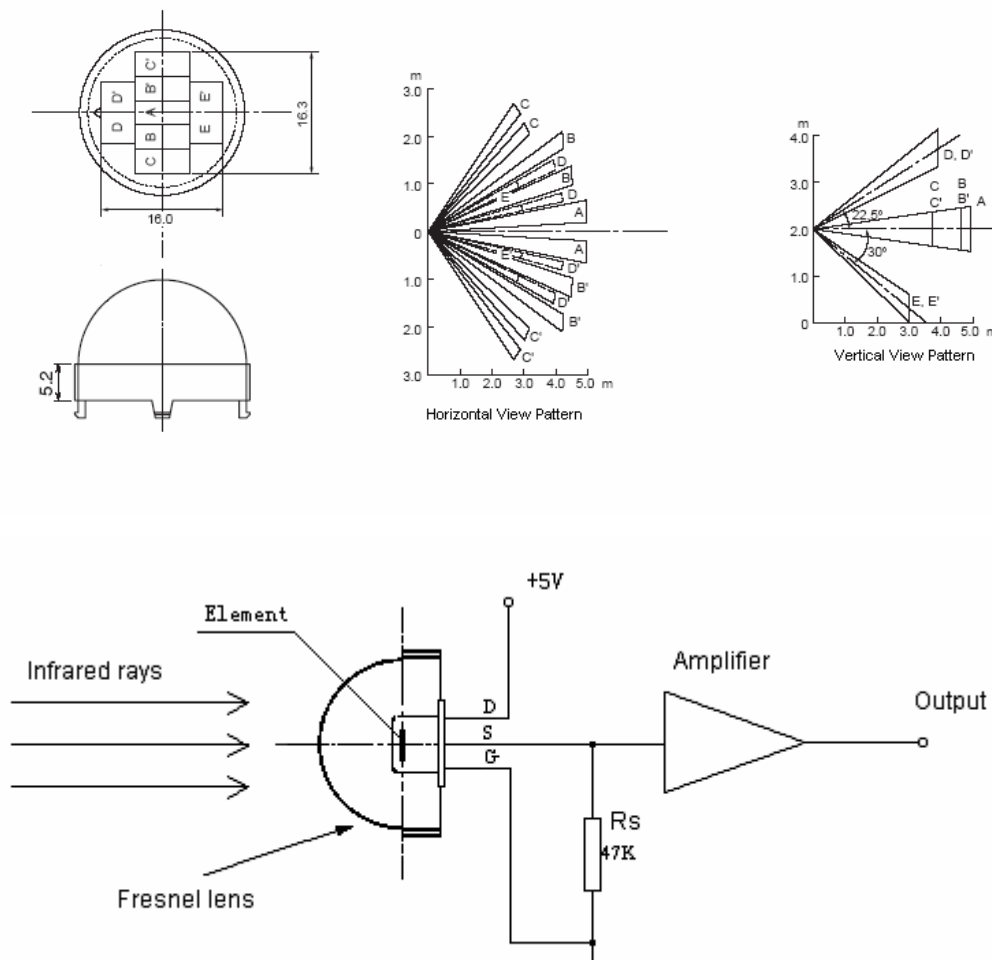 C'
B'
A
B
C
D'
D
E'
E
16.3
16.0
5.2
m
3.0
2.0
1.0
0
1.0
2.0
3.0
C
C
B
D
B
E
D
A
A
E'
D'
B'
D'
B'
C'
C'
1.0 2.0 3.0 4.0 5.0 m
Horizontal View Pattern
m
4.0
3.0
2.0
1.0
0
D, D'
C B
C' B' A
22.5°
30°
E, E'
1.0 2.0 3.0 4.0 5.0 m
Vertical View Pattern
+5V
Element
Infrared rays
Amplifier
D
S
G
Output
Rs
47K
Fresnel lens